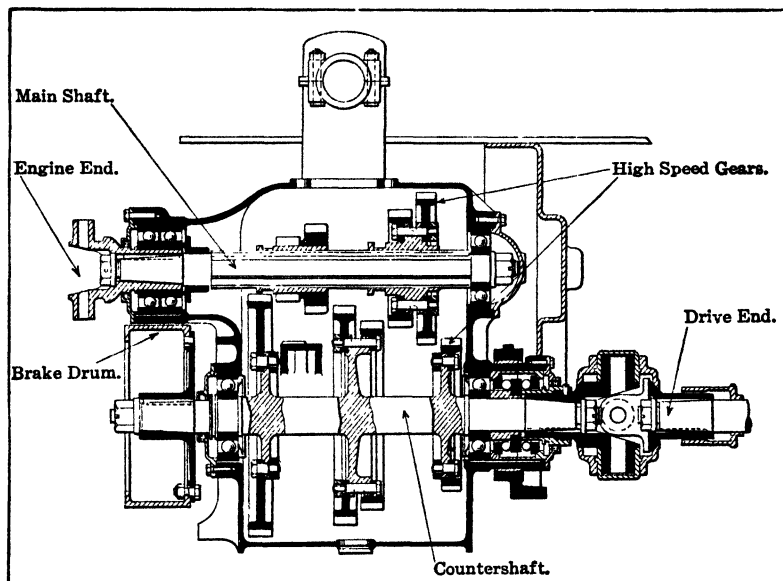 Main Shaft.
Engine End.
High Speed Gears.
Drive End.
Brake Drum.
Countershaft.